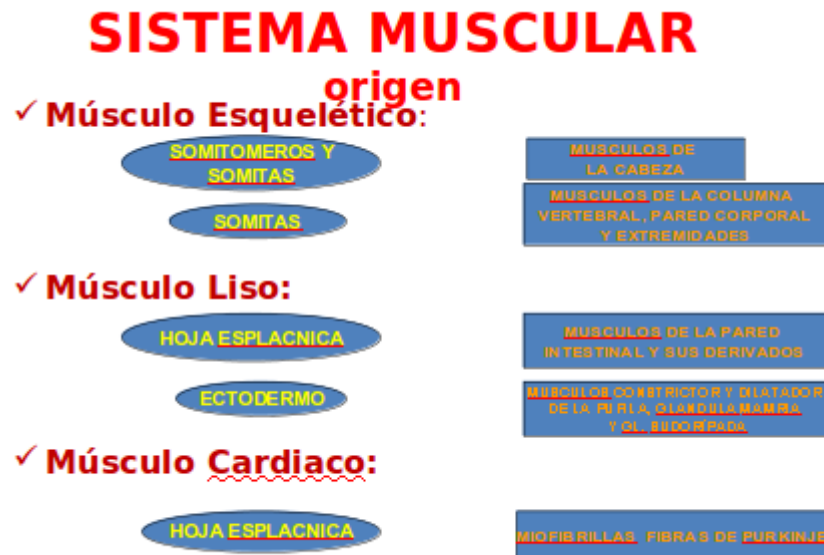 SISTEMA MUSCULAR
origen
✓ Músculo Esquelético:
SOMITOMEROS Y
SOMITAS
MUSCULOS DE
LA CABEZA
SOMITAS
MUSCULOS DE LA COLUMNA
VERTEBRAL, PARED CORPORAL
Y EXTREMIDADES
✓ Músculo Liso:
HOJA ESPLACNICA
MUSCULOS DE LA PARED
INTESTINAL Y SUS DERIVADOS
ECTODERMO
MUSCULOS CONSTRICTOR Y DILATADOR
DE LA PUPILA, GLANDULA MAMRIA
Y GL. SUDORÍPADA
✓ Músculo Cardiaco:
HOJA ESPLACNICA
MIOFIBRILLAS FIBRAS DE PURKINJE